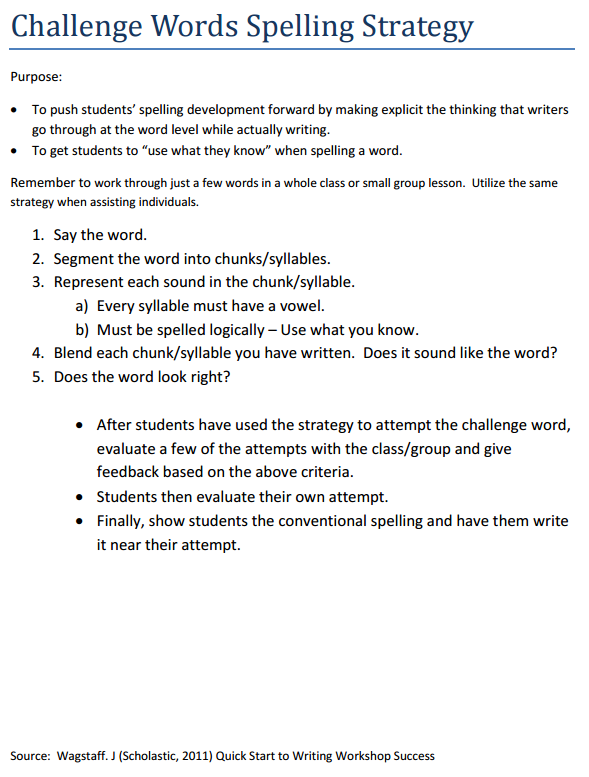 Challenge Words Spelling Strategy
Purpose:
• To push students’ spelling development forward by making explicit the thinking that writers
go through at the word level while actually writing.
• To get students to “use what they know” when spelling a word.
Remember to work through just a few words in a whole class or small group lesson.  Utilize the same
strategy when assisting individuals.
1. Say the word.
2. Segment the word into chunks/syllables.
3. Represent each sound in the chunk/syllable.
a) Every syllable must have a vowel.
b) Must be spelled logically – Use what you know.
4. Blend each chunk/syllable you have written.  Does it sound like the word?
5. Does the word look right?
• After students have used the strategy to attempt the challenge word,
evaluate a few of the attempts with the class/group and give
feedback based on the above criteria.
• Students then evaluate their own attempt.
• Finally, show students the conventional spelling and have them write
it near their attempt.
Source:  Wagstaff. J (Scholastic, 2011) Quick Start to Writing Workshop Success